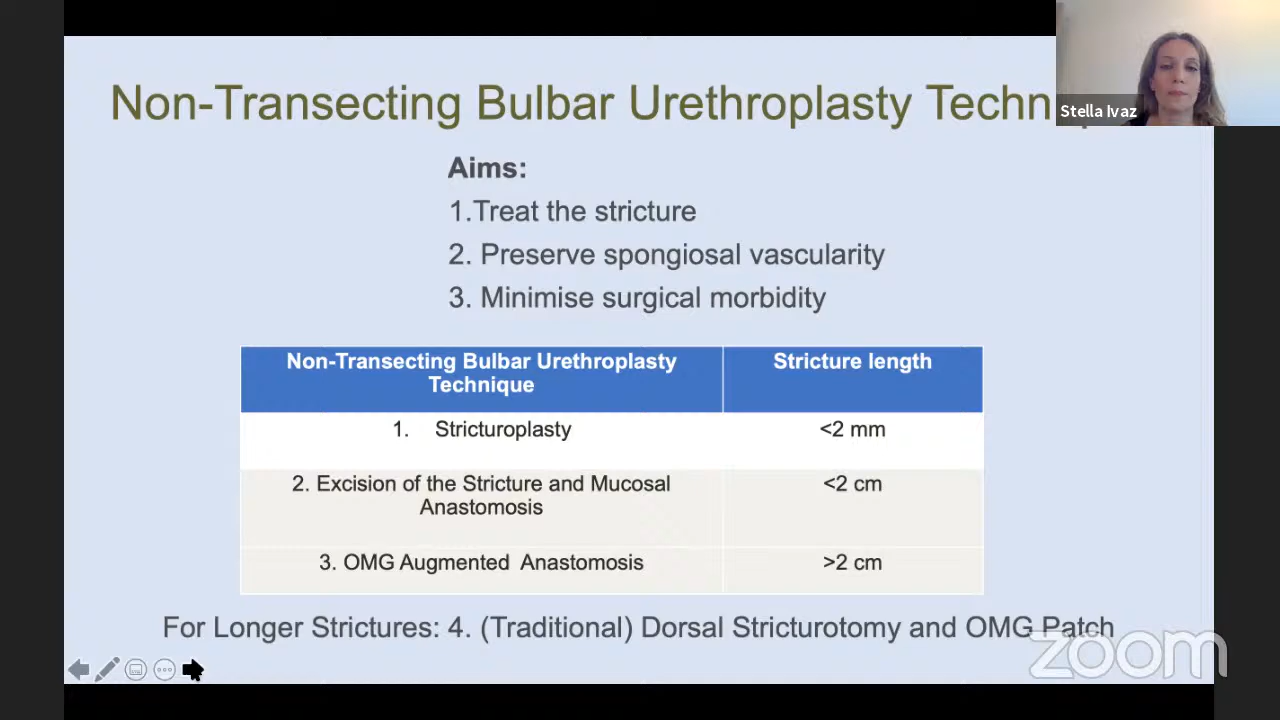 Non-Transecting Bulbar Urethroplasty Techn
Stella Ivaz
Aims:
1.Treat the stricture
2. Preserve spongiosal vascularity
3. Minimise surgical morbidity
Non-Transecting Bulbar Urethroplasty
Technique
Stricture length
1. Stricturoplasty
<2 mm
2. Excision of the Stricture and Mucosal
Anastomosis
<2 cm
3. OMG Augmented Anastomosis
>2 cm
For Longer Strictures: 4. (Traditional) Dorsal Stricturotomy and OMG Patch
zoom